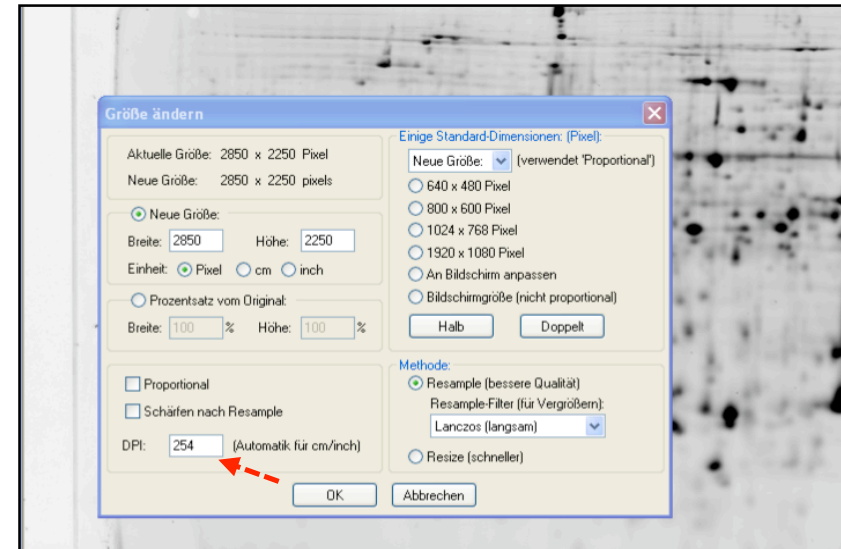 Größe ändern
Aktuelle Größe: 2850 x 2250 Pixel
Neue Größe: 2850 x 2250 pixels
Neue Größe:
Breite: 2850 Höhe: 2250
Einheit: Pixel cm inch
Prozentsatz vom Original:
Breite: 100 % Höhe: 100 %
Proportional
Schärfen nach Resample
DPI: 254 (Automatik für cm/inch)
Einige Standard-Dimensionen: (Pixel):
Neue Größe: (verwendet 'Proportional')
640 x 480 Pixel
800 x 600 Pixel
1024 x 768 Pixel
1920 x 1080 Pixel
An Bildschirm anpassen
Bildschirmgröße (nicht proportional)
Halb Doppelt
Methode:
Resample (bessere Qualität)
Resample-Filter (für Vergrößern):
Lanczos (langsam)
Resize (schneller)
OK Abbrechen